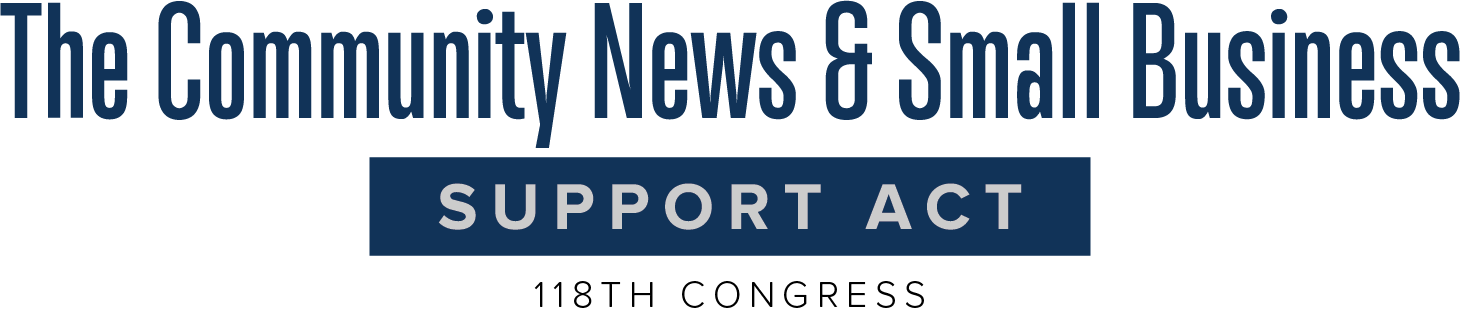 The Community News & Small Business
SUPPORT ACT
118TH CONGRESS